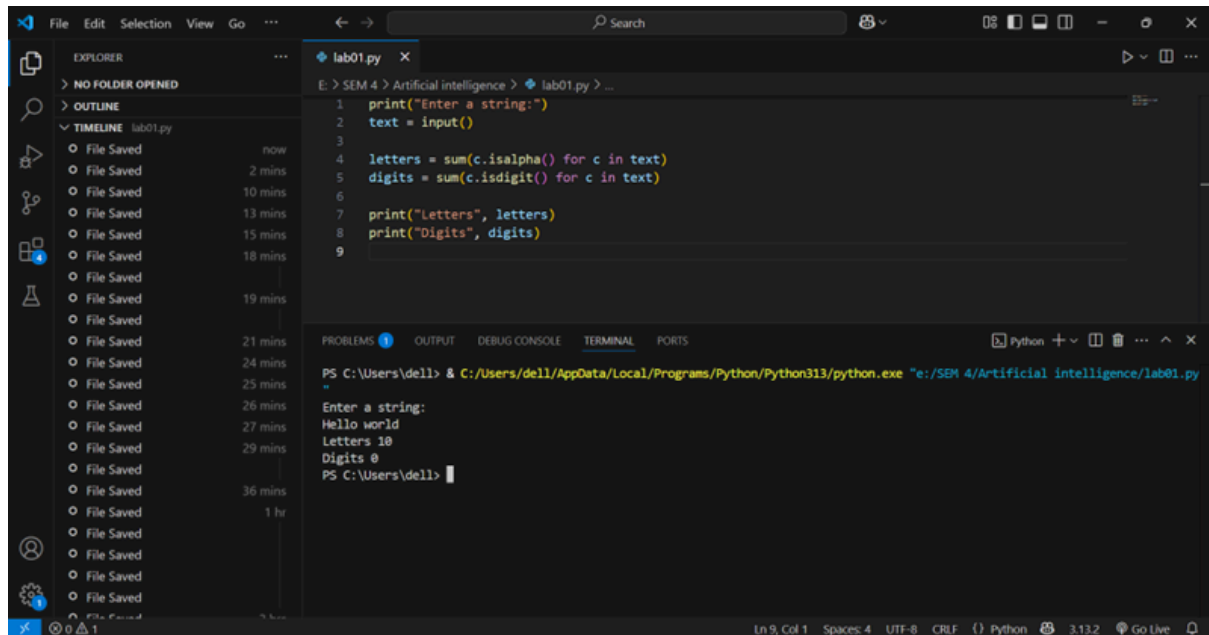 File Edit Selection View Go ... Search
EXPLORER ...
NO FOLDER OPENED
OUTLINE
TIMELINE lab01.py
File Saved now
File Saved 2 mins
File Saved 10 mins
File Saved 13 mins
File Saved 15 mins
File Saved 18 mins
File Saved
File Saved 19 mins
File Saved
File Saved 21 mins
File Saved 24 mins
File Saved 25 mins
File Saved 26 mins
File Saved 27 mins
File Saved 29 mins
File Saved
File Saved 36 mins
File Saved 1 hr
File Saved
File Saved
File Saved
File Saved
4
1
lab01.py
E: > SEM 4 > Artificial intelligence > lab01.py > ...
1 print("Enter a string:")
2 text = input()
3
4 letters = sum(c.isalpha() for c in text)
5 digits = sum(c.isdigit() for c in text)
6
7 print("Letters", letters)
8 print("Digits", digits)
9
PROBLEMS 1 OUTPUT DEBUG CONSOLE TERMINAL PORTS Python
PS C:\Users\dell> & C:/Users/dell/AppData/Local/Programs/Python/Python313/python.exe "e:/SEM 4/Artificial intelligence/lab01.py
"
Enter a string:
Hello world
Letters 10
Digits 0
PS C:\Users\dell>
0 1 Ln 9, Col 1 Spaces: 4 UTF-8 CRLF {} Python 3.13.2 Go Live